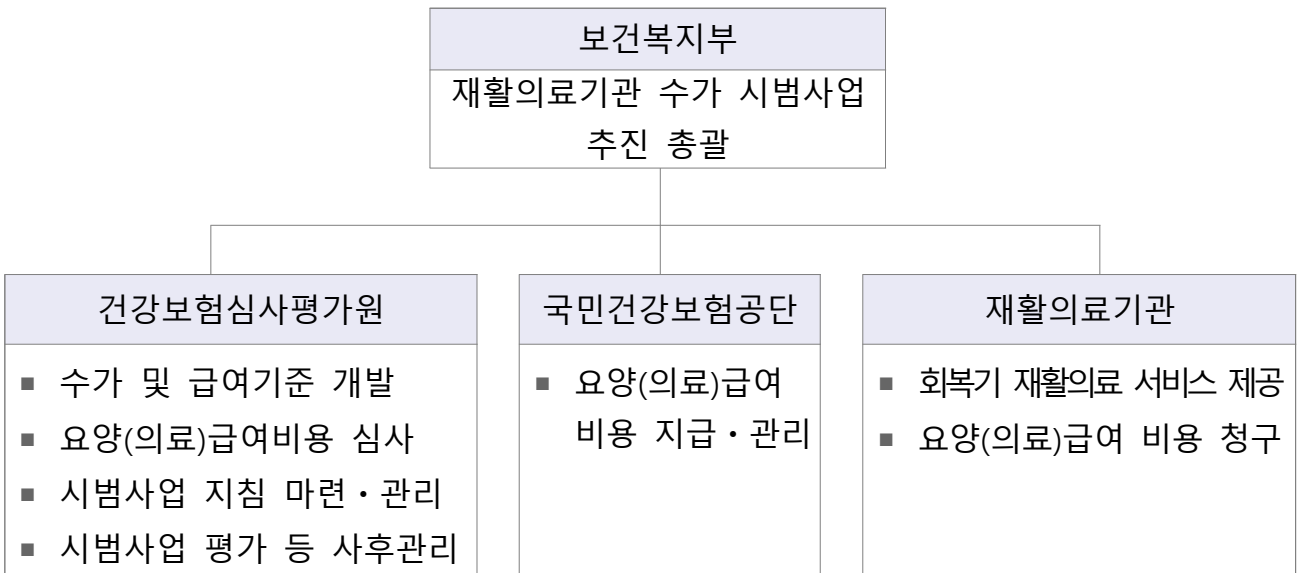 보건복지부
재활의료기관 수가 시범사업
추진 총괄
건강보험심사평가원
■ 수가 및 급여기준 개발
■ 요양(의료)급여비용 심사
■ 시범사업 지침 마련・관리
■ 시범사업 평가 등 사후관리
국민건강보험공단
■ 요양(의료)급여
비용 지급・관리
재활의료기관
■ 회복기 재활의료 서비스 제공
■ 요양(의료)급여 비용 청구